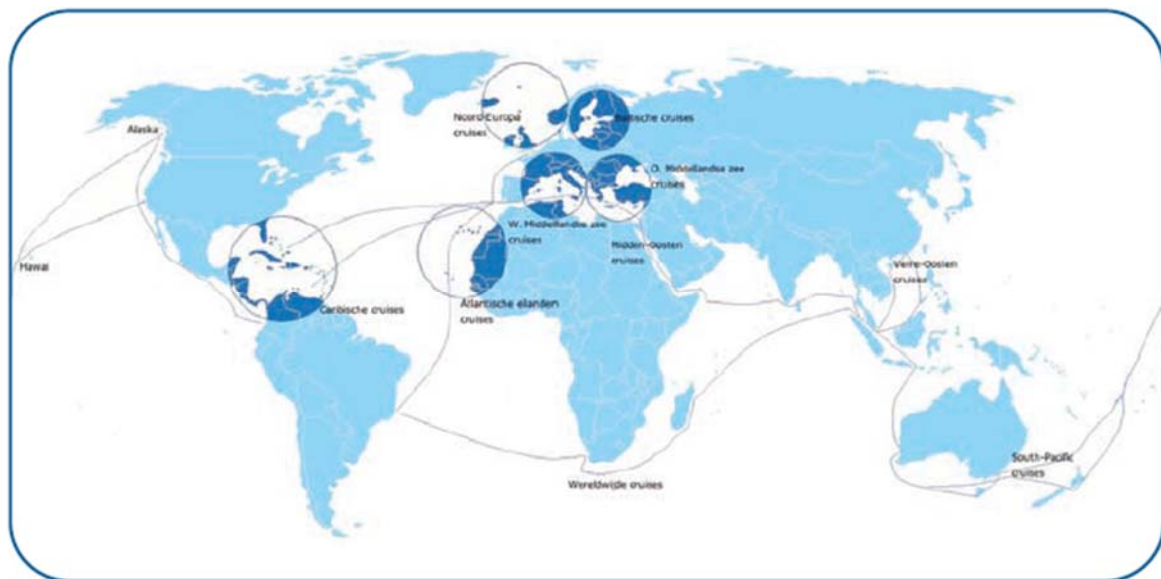 Alaska
Noord-Europa
cruises
Baltische cruises
O. Middellandse zee
cruises
W. Middellandse zee
cruises
Midden-Oosten
cruises
Hawai
Verre-Oosten
cruises
Caribische cruises
Atlantische eilanden
cruises
South-Pacific
cruises
Wereldwijde cruises